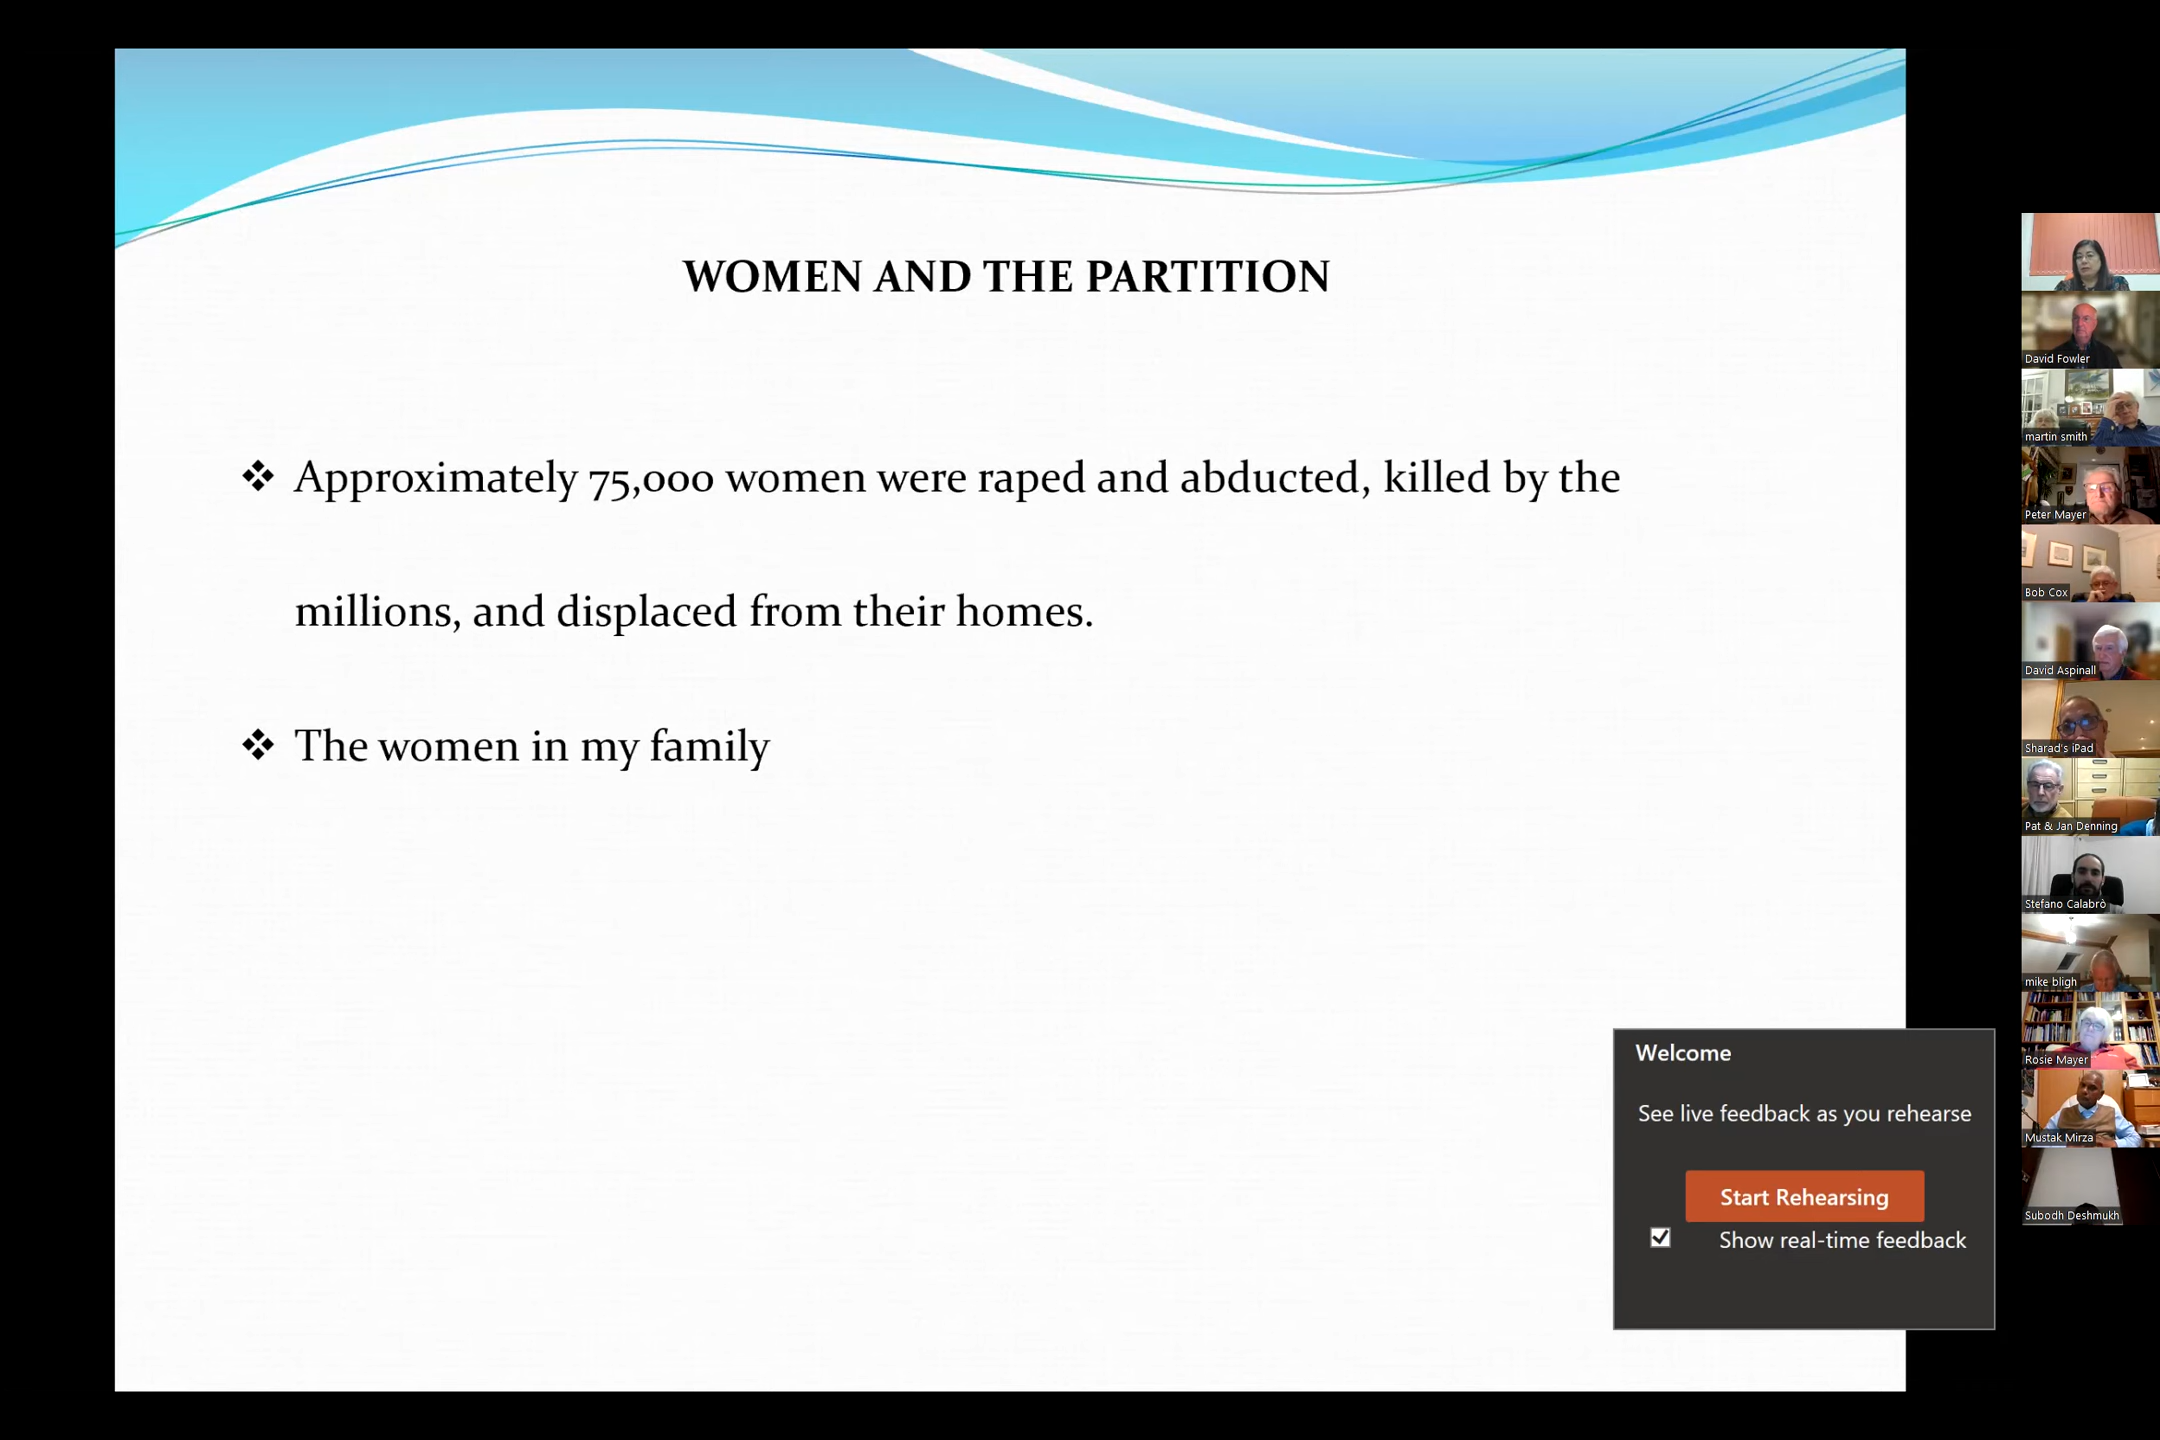 WOMEN AND THE PARTITION
❖ Approximately 75,000 women were raped and abducted, killed by the
millions, and displaced from their homes.
❖ The women in my family
Welcome
See live feedback as you rehearse
Start Rehearsing
Show real-time feedback
David Fowler
martin smith
Peter Mayer
Bob Cox
David Aspinall
Sharad's iPad
Pat & Jan Denning
Stefano Calabrò
mike bligh
Rosie Mayer
Mustak Mirza
Subodh Deshmukh